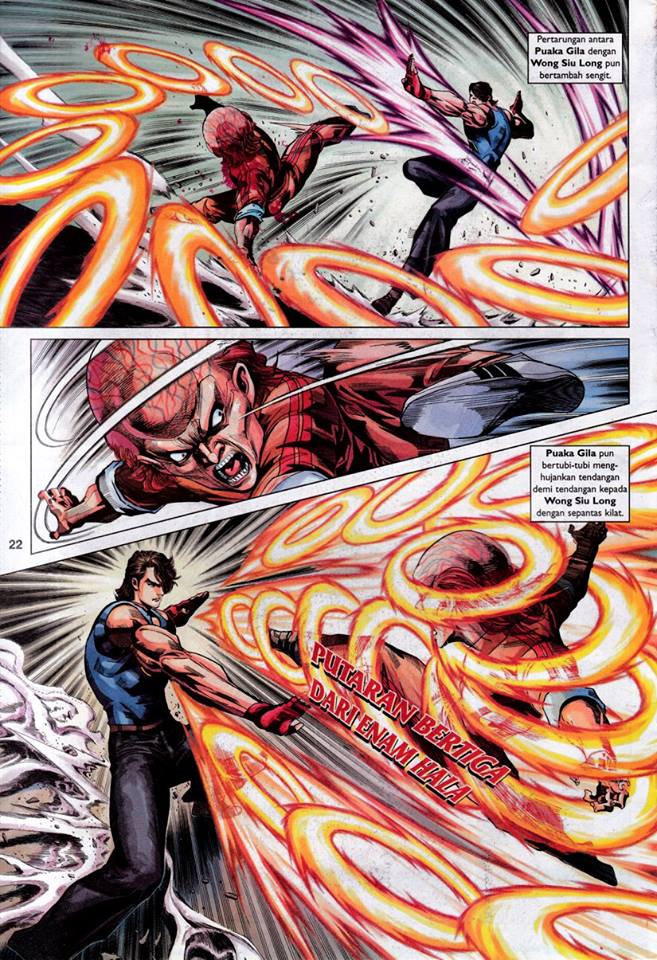 Pertarungan antara
Puaka Gila dengan
Wong Siu Long pun
bertambah sengit.
Puaka Gila pun
bertubi-tubi meng-
hujankan tendangan
demi tendangan kepada
Wong Siu Long
dengan sepantas kilat.
22
PUTARAN BERTIGA
DARI ENAM HALA